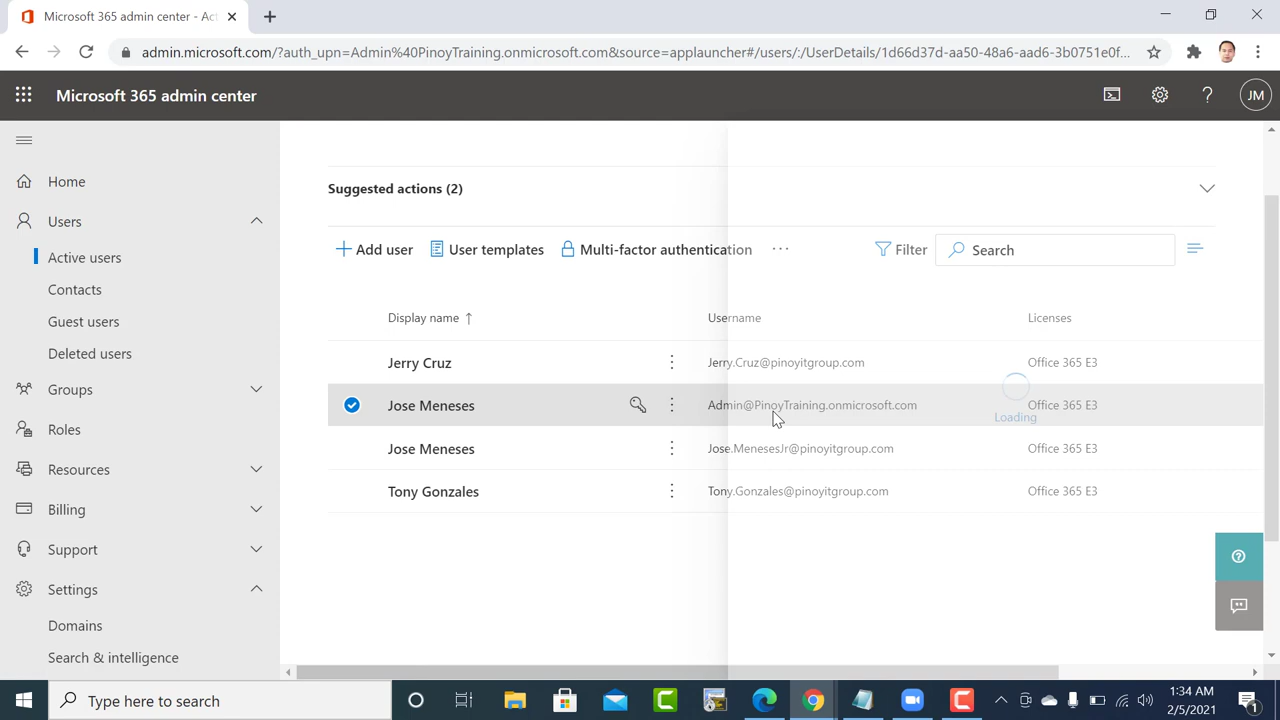 Microsoft 365 admin center - Act
admin.microsoft.com/?auth_upn=Admin%40PinoyTraining.onmicrosoft.com&source=applauncher#/users/:/UserDetails/1d66d37d-aa50-48a6-aad6-3b0751e0f...
Microsoft 365 admin center
JM
Home
Users
Active users
Contacts
Guest users
Deleted users
Groups
Roles
Resources
Billing
Support
Settings
Domains
Search & intelligence
Suggested actions (2)
Add user User templates Multi-factor authentication ... Filter Search
Display name ↑ Username Licenses
Jerry Cruz Jerry.Cruz@pinoyitgroup.com Office 365 E3
Jose Meneses Admin@PinoyTraining.onmicrosoft.com Office 365 E3
Loading
Jose Meneses Jose.MenesesJr@pinoyitgroup.com Office 365 E3
Tony Gonzales Tony.Gonzales@pinoyitgroup.com Office 365 E3
Type here to search
1:34 AM
2/5/2021
1